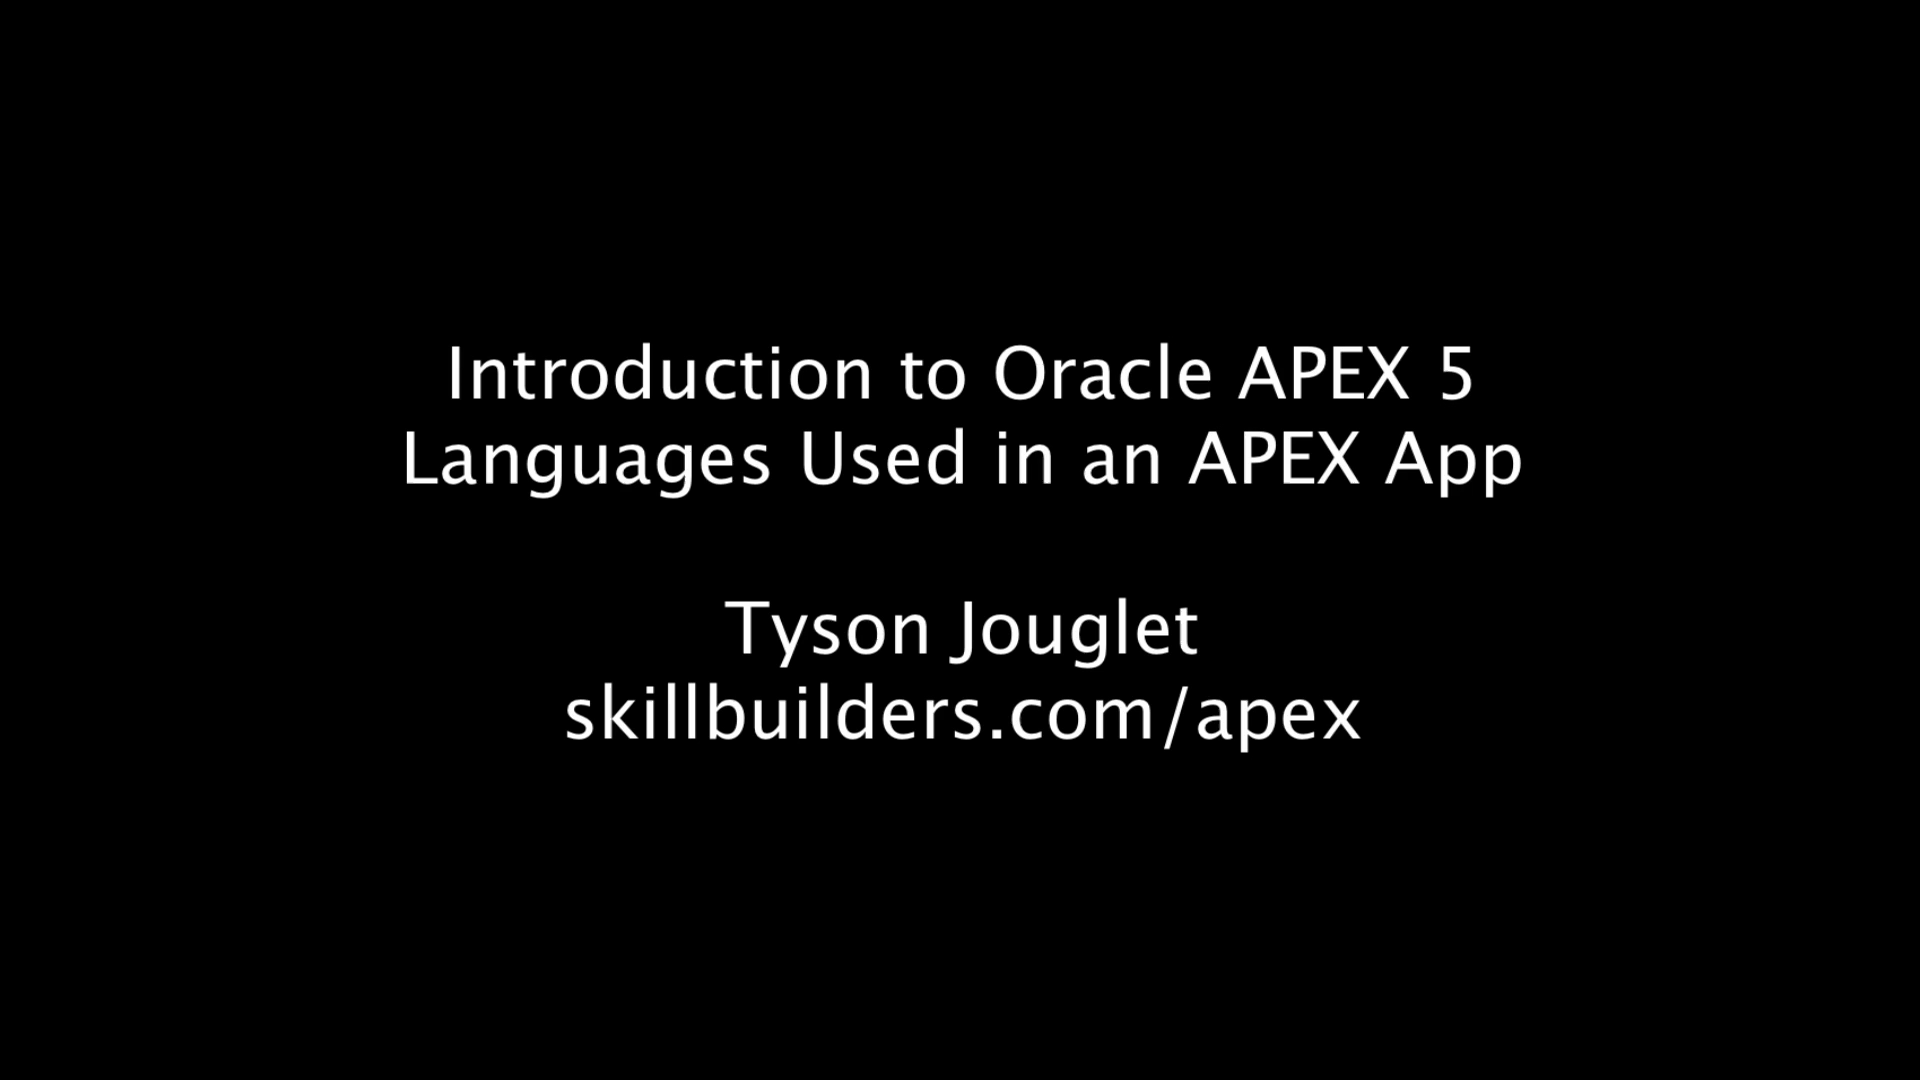 Introduction to Oracle APEX 5
Languages Used in an APEX App
Tyson Jouglet
skillbuilders.com/apex